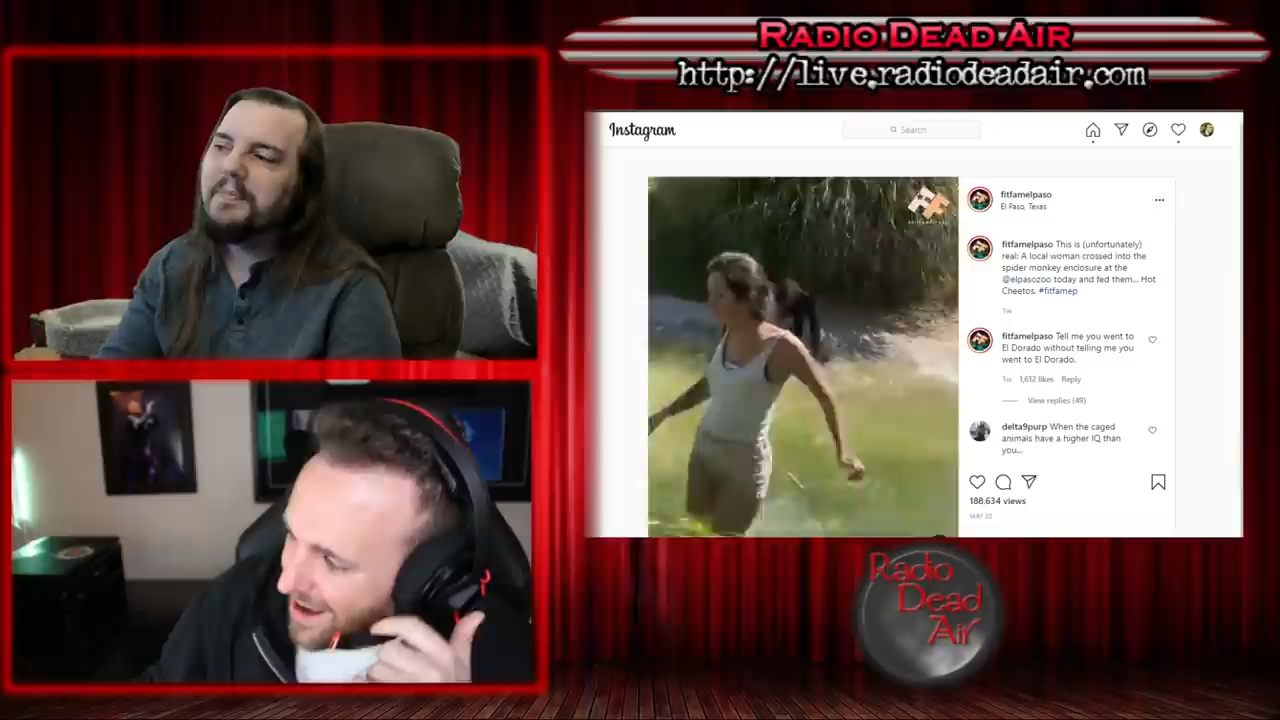 RADIO DEAD AIR
http://live.radiodeadair.com
Instagram
Search
fitfamelpaso
El Paso, Texas
fitfamelpaso This is (unfortunately)
real: A local woman crossed into the
spider monkey enclosure at the
@elpasozoo today and fed them... Hot
Cheetos. #fitfamep
1w
fitfamelpaso Tell me you went to
El Dorado without telling me you
went to El Dorado.
1w 1,612 likes Reply
View replies (49)
delta9purp When the caged
animals have a higher IQ than
you...
188,634 views
MAY 22
Radio
Dead
Air